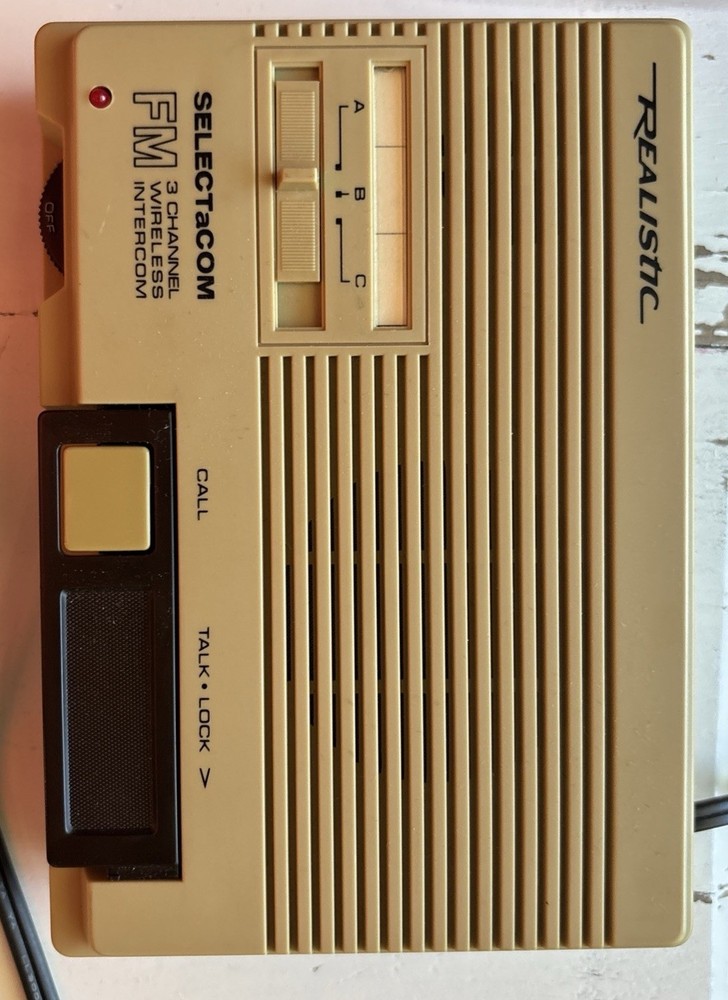 REALISTIC
A B C
SELECTaCOM
FM 3 CHANNEL
WIRELESS
INTERCOM
OFF
CALL
TALK • LOCK >